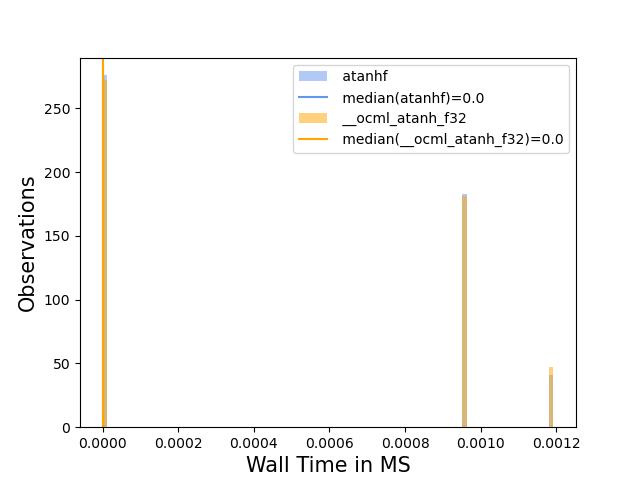 atanhf
median(atanhf)=0.0
__ocml_atanh_f32
median(__ocml_atanh_f32)=0.0
Observations
250
200
150
100
50
0
0.0000 0.0002 0.0004 0.0006 0.0008 0.0010 0.0012
Wall Time in MS